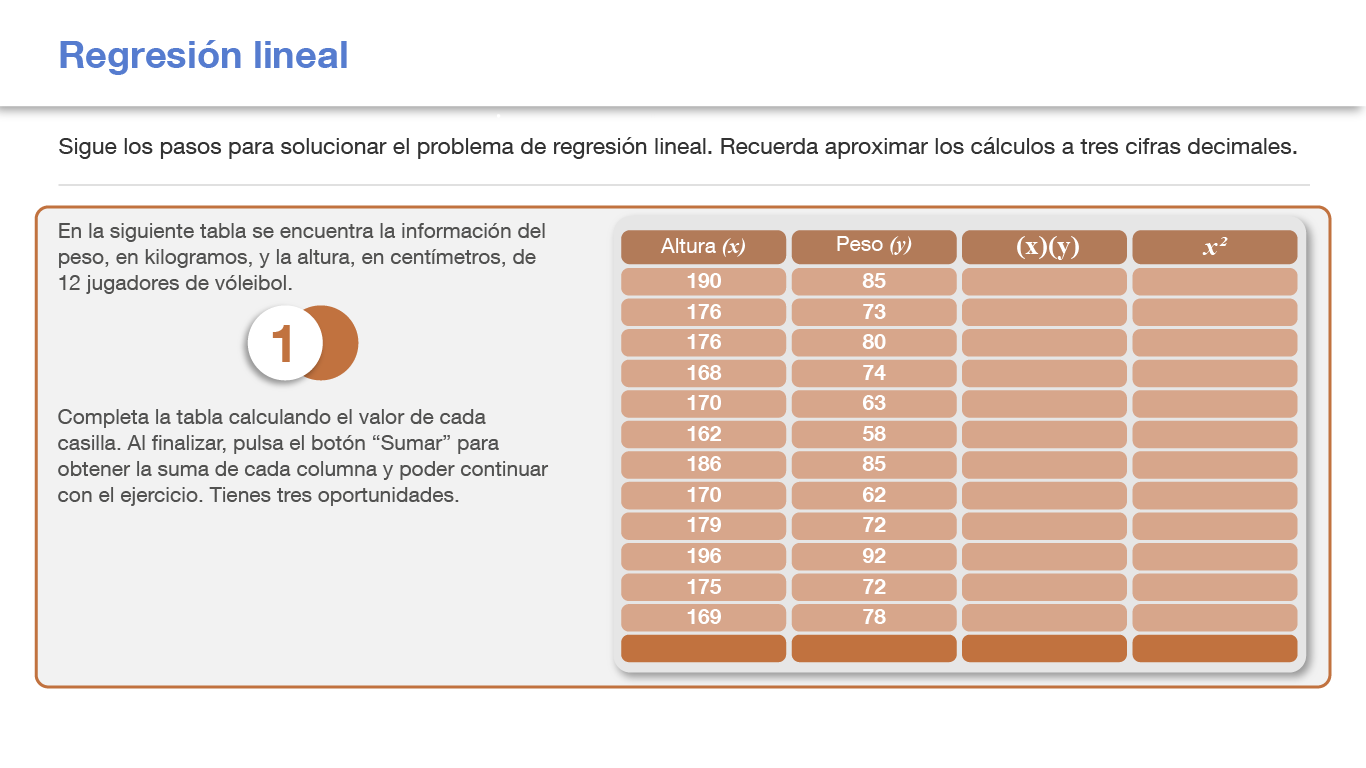 Regresión lineal
Sigue los pasos para solucionar el problema de regresión lineal. Recuerda aproximar los cálculos a tres cifras decimales.
En la siguiente tabla se encuentra la información del
peso, en kilogramos, y la altura, en centímetros, de
12 jugadores de vóleibol.
1
Completa la tabla calculando el valor de cada
casilla. Al finalizar, pulsa el botón “Sumar” para
obtener la suma de cada columna y poder continuar
con el ejercicio. Tienes tres oportunidades.
Altura (x) Peso (y) (x)(y) x²
190 85
176 73
176 80
168 74
170 63
162 58
186 85
170 62
179 72
196 92
175 72
169 78